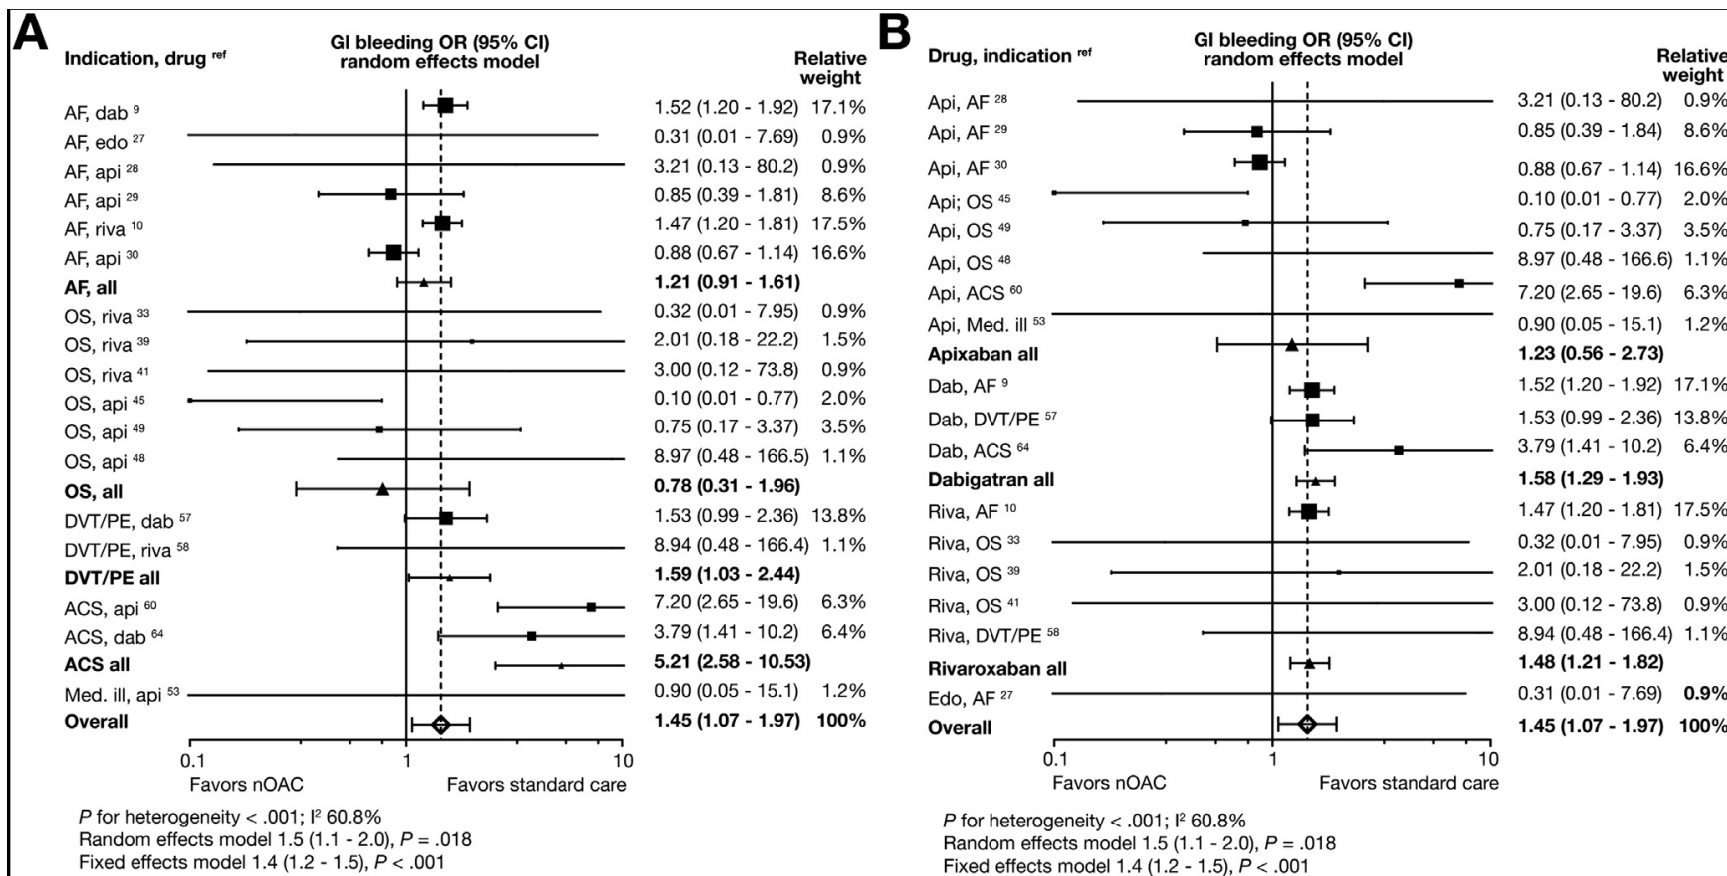 A
Indication, drug ref
GI bleeding OR (95% CI)
random effects model
Relative
weight
AF, dab 9 1.52 (1.20 - 1.92) 17.1%
AF, edo 27 0.31 (0.01 - 7.69) 0.9%
AF, api 28 3.21 (0.13 - 80.2) 0.9%
AF, api 29 0.85 (0.39 - 1.81) 8.6%
AF, riva 10 1.47 (1.20 - 1.81) 17.5%
AF, api 30 0.88 (0.67 - 1.14) 16.6%
AF, all 1.21 (0.91 - 1.61)
OS, riva 33 0.32 (0.01 - 7.95) 0.9%
OS, riva 39 2.01 (0.18 - 22.2) 1.5%
OS, riva 41 3.00 (0.12 - 73.8) 0.9%
OS, api 45 0.10 (0.01 - 0.77) 2.0%
OS, api 49 0.75 (0.17 - 3.37) 3.5%
OS, api 48 8.97 (0.48 - 166.5) 1.1%
OS, all 0.78 (0.31 - 1.96)
DVT/PE, dab 57 1.53 (0.99 - 2.36) 13.8%
DVT/PE, riva 58 8.94 (0.48 - 166.4) 1.1%
DVT/PE all 1.59 (1.03 - 2.44)
ACS, api 60 7.20 (2.65 - 19.6) 6.3%
ACS, dab 64 3.79 (1.41 - 10.2) 6.4%
ACS all 5.21 (2.58 - 10.53)
Med. ill, api 53 0.90 (0.05 - 15.1) 1.2%
Overall 1.45 (1.07 - 1.97) 100%
0.1 1 10
Favors nOAC Favors standard care
P for heterogeneity < .001; I² 60.8%
Random effects model 1.5 (1.1 - 2.0), P = .018
Fixed effects model 1.4 (1.2 - 1.5), P < .001
B
Drug, indication ref
GI bleeding OR (95% CI)
random effects model
Relative
weight
Api, AF 28 3.21 (0.13 - 80.2) 0.9%
Api, AF 29 0.85 (0.39 - 1.84) 8.6%
Api, AF 30 0.88 (0.67 - 1.14) 16.6%
Api; OS 45 0.10 (0.01 - 0.77) 2.0%
Api, OS 49 0.75 (0.17 - 3.37) 3.5%
Api, OS 48 8.97 (0.48 - 166.6) 1.1%
Api, ACS 60 7.20 (2.65 - 19.6) 6.3%
Api, Med. ill 53 0.90 (0.05 - 15.1) 1.2%
Apixaban all 1.23 (0.56 - 2.73)
Dab, AF 9 1.52 (1.20 - 1.92) 17.1%
Dab, DVT/PE 57 1.53 (0.99 - 2.36) 13.8%
Dab, ACS 64 3.79 (1.41 - 10.2) 6.4%
Dabigatran all 1.58 (1.29 - 1.93)
Riva, AF 10 1.47 (1.20 - 1.81) 17.5%
Riva, OS 33 0.32 (0.01 - 7.95) 0.9%
Riva, OS 39 2.01 (0.18 - 22.2) 1.5%
Riva, OS 41 3.00 (0.12 - 73.8) 0.9%
Riva, DVT/PE 58 8.94 (0.48 - 166.4) 1.1%
Rivaroxaban all 1.48 (1.21 - 1.82)
Edo, AF 27 0.31 (0.01 - 7.69) 0.9%
Overall 1.45 (1.07 - 1.97) 100%
0.1 1 10
Favors nOAC Favors standard care
P for heterogeneity < .001; I² 60.8%
Random effects model 1.5 (1.1 - 2.0), P = .018
Fixed effects model 1.4 (1.2 - 1.5), P < .001